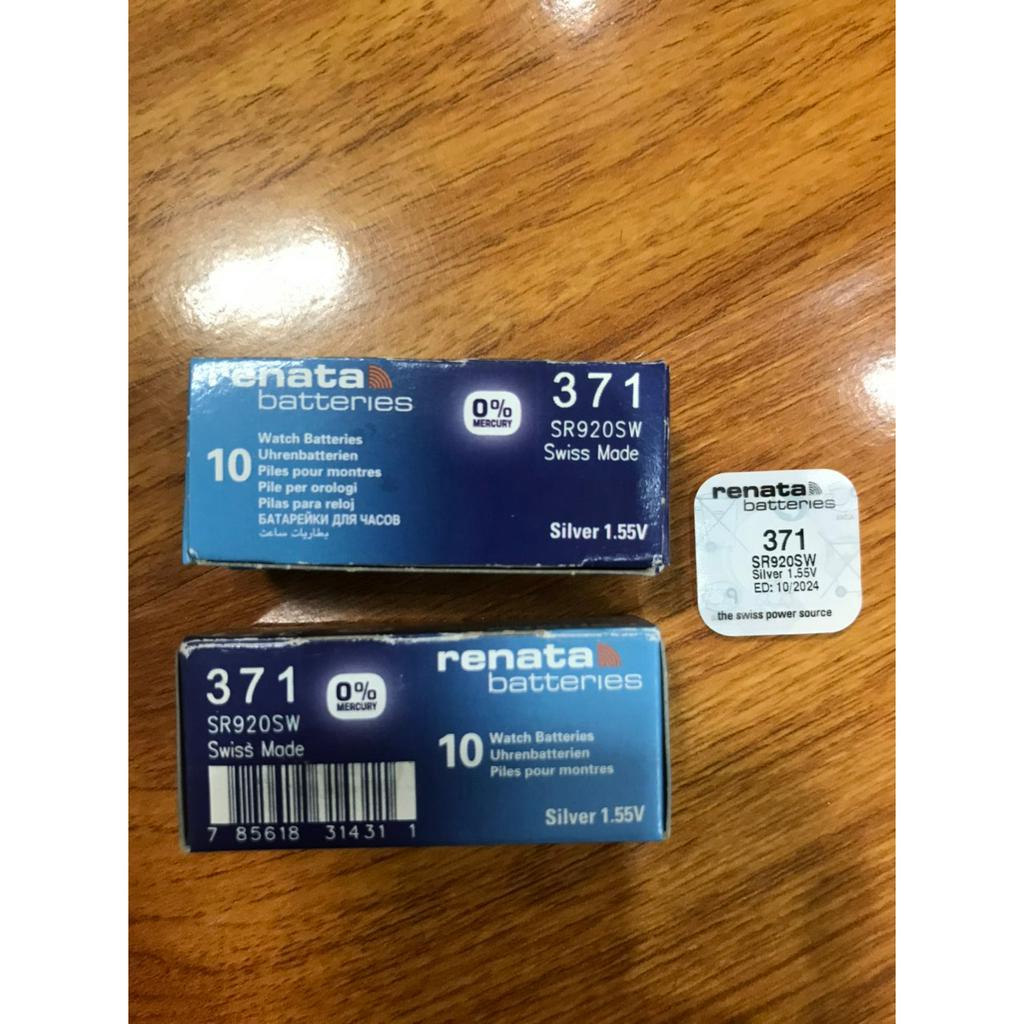 renata
batteries
10
Watch Batteries
Uhrenbatterien
Piles pour montres
Pile per orologi
Pilas para reloj
БАТАРЕЙКИ ДЛЯ ЧАСОВ
بطاريات ساعت
0%
MERCURY
371
SR920SW
Swiss Made
Silver 1.55V
renata
batteries
371
SR920SW
Silver 1.55V
ED: 10/2024
the swiss power source
371
SR920SW
Swiss Made
0%
MERCURY
7 85618 31431 1
renata
batteries
10
Watch Batteries
Uhrenbatterien
Piles pour montres
Silver 1.55V